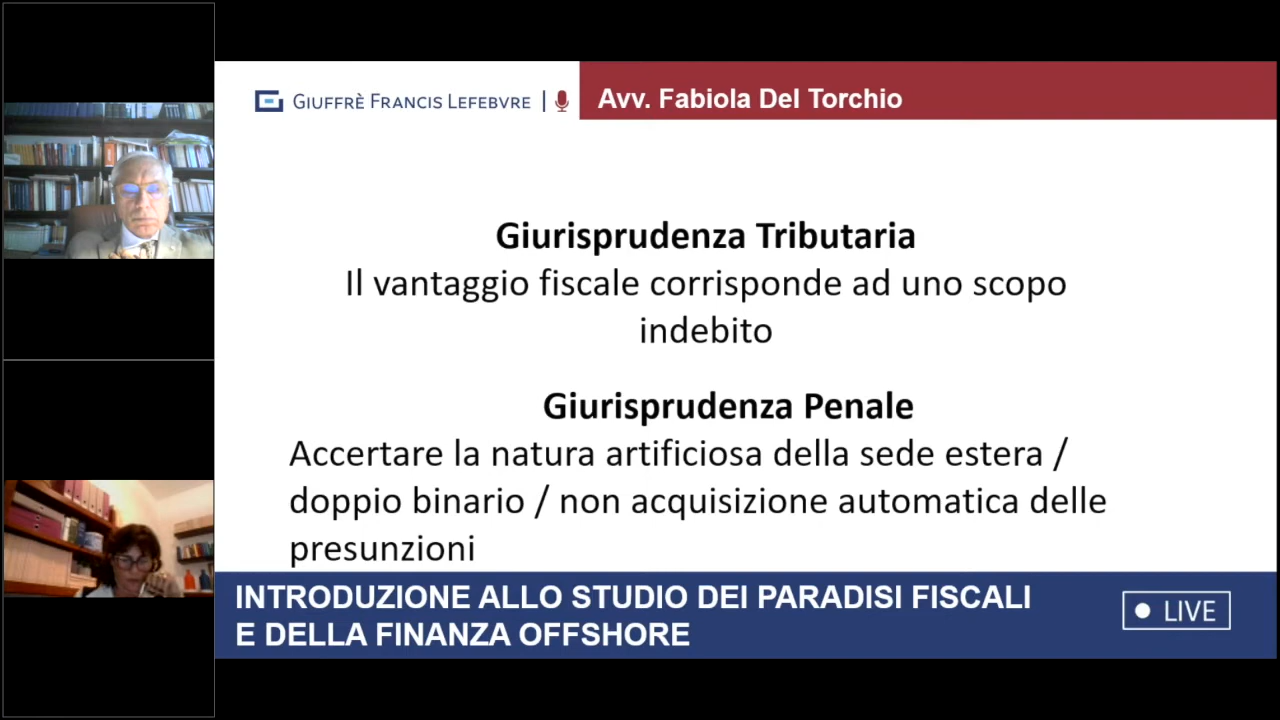 GIUFFRÈ FRANCIS LEFEBVRE
Avv. Fabiola Del Torchio
Giurisprudenza Tributaria
Il vantaggio fiscale corrisponde ad uno scopo
indebito
Giurisprudenza Penale
Accertare la natura artificiosa della sede estera /
doppio binario / non acquisizione automatica delle
presunzioni
INTRODUZIONE ALLO STUDIO DEI PARADISI FISCALI
E DELLA FINANZA OFFSHORE
LIVE